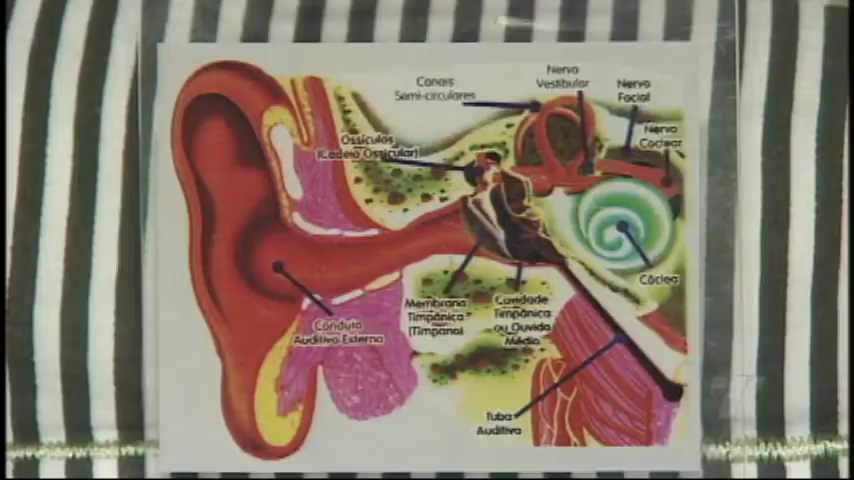 Canais
Semi-circulares
Nervo
Vestibular
Nervo
Facial
Nervo
Coclear
Ossículos
(Cadeia Ossicular)
Cóclea
Membrana
Timpânica
(Tímpano)
Cavidade
Timpânica
ou Ouvido
Médio
Conduto
Auditivo Externo
Tuba
Auditiva